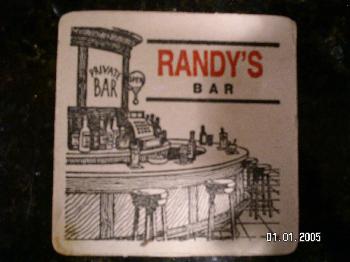 RANDY'S
BAR
PRIVATE
BAR
OPEN
01.01.2005